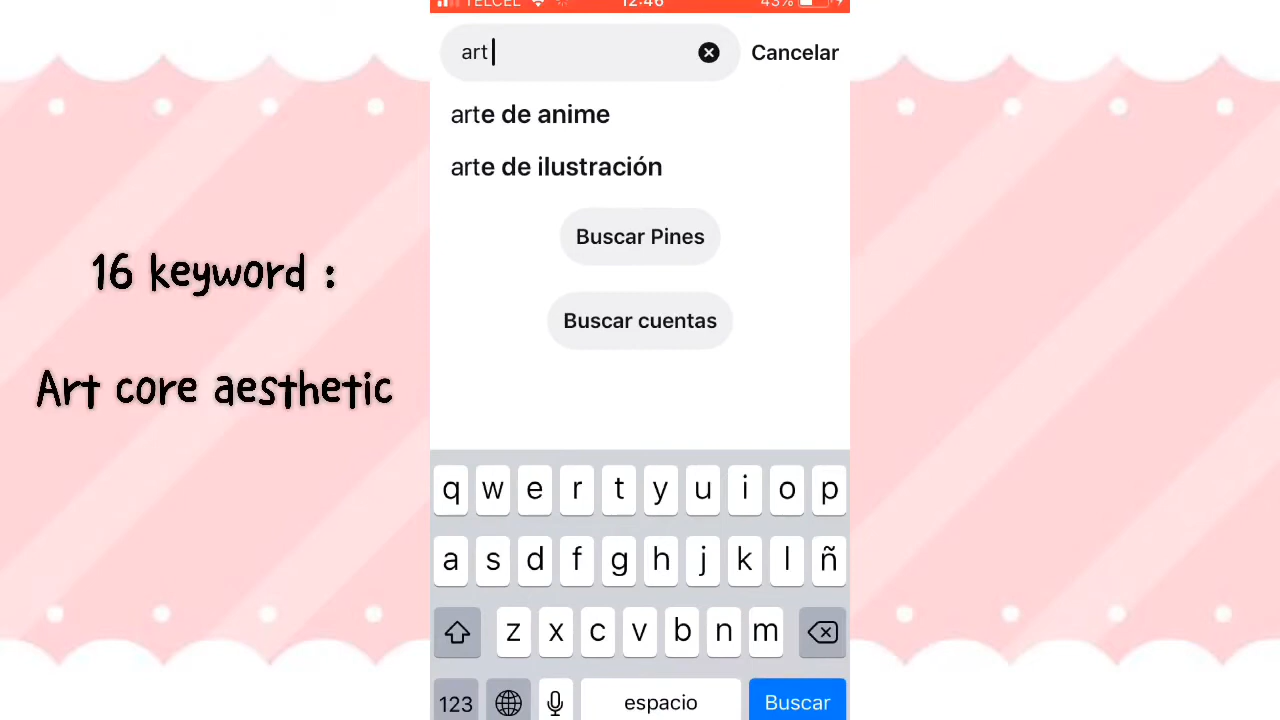 TELCEL 12:46 43%
art
Cancelar
arte de anime
arte de ilustración
Buscar Pines
Buscar cuentas
16 keyword :
Art core aesthetic
q w e r t y u i o p
a s d f g h j k l ñ
z x c v b n m
123 espacio Buscar